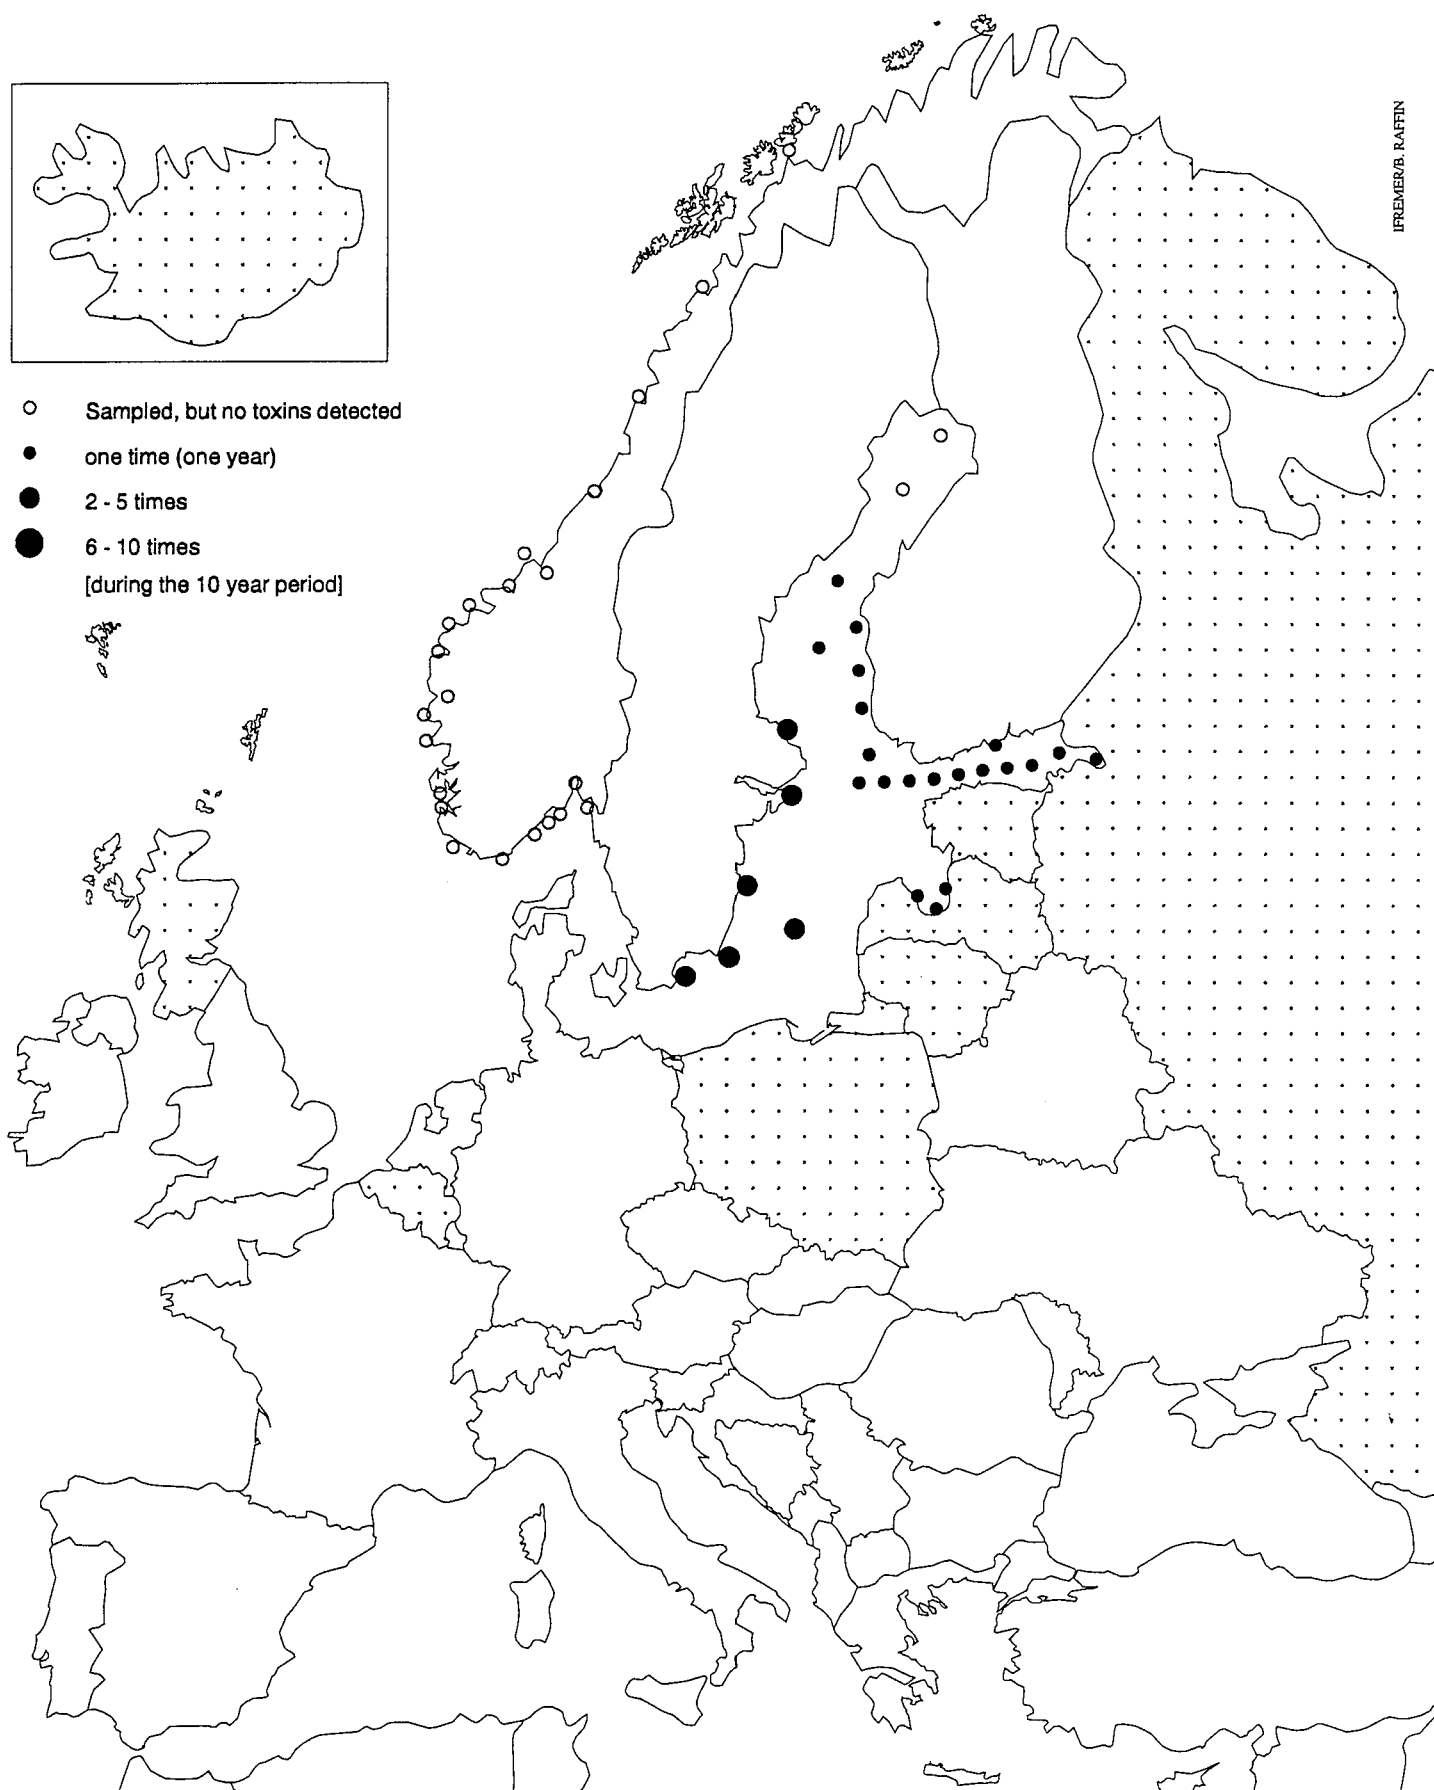 IFREMER/B. RAFFIN
Sampled, but no toxins detected
one time (one year)
2 - 5 times
6 - 10 times
[during the 10 year period]